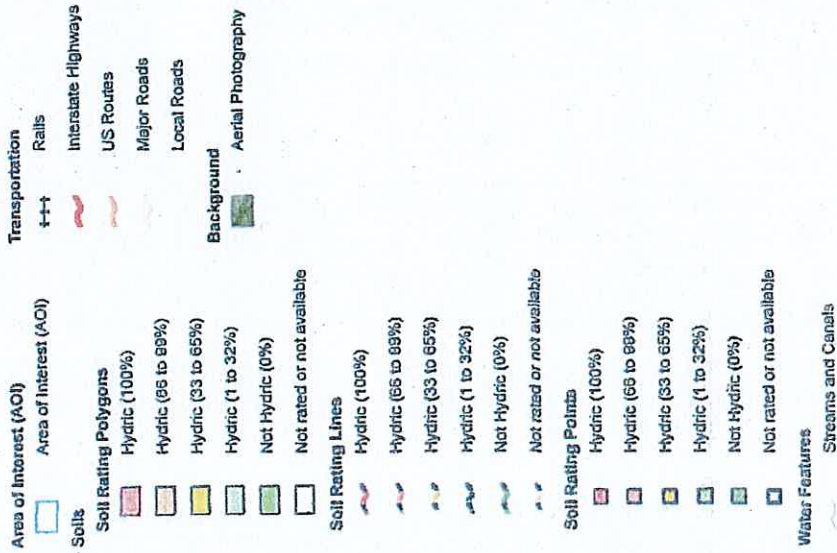 Area of Interest (AOI)
Area of Interest (AOI)
Soils
Soil Rating Polygons
Hydric (100%)
Hydric (66 to 99%)
Hydric (33 to 65%)
Hydric (1 to 32%)
Not Hydric (0%)
Not rated or not available
Soil Rating Lines
Hydric (100%)
Hydric (66 to 99%)
Hydric (33 to 65%)
Hydric (1 to 32%)
Not Hydric (0%)
Not rated or not available
Soil Rating Points
Hydric (100%)
Hydric (66 to 99%)
Hydric (33 to 65%)
Hydric (1 to 32%)
Not Hydric (0%)
Not rated or not available
Water Features
Streams and Canals
Transportation
Rails
Interstate Highways
US Routes
Major Roads
Local Roads
Background
Aerial Photography